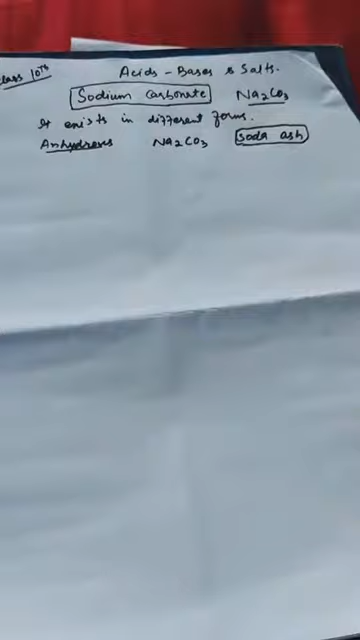 Class 10th
Acids - Bases & Salts.
Sodium carbonate Na2CO3
It exists in different forms.
Anhydrous Na2CO3 soda ash